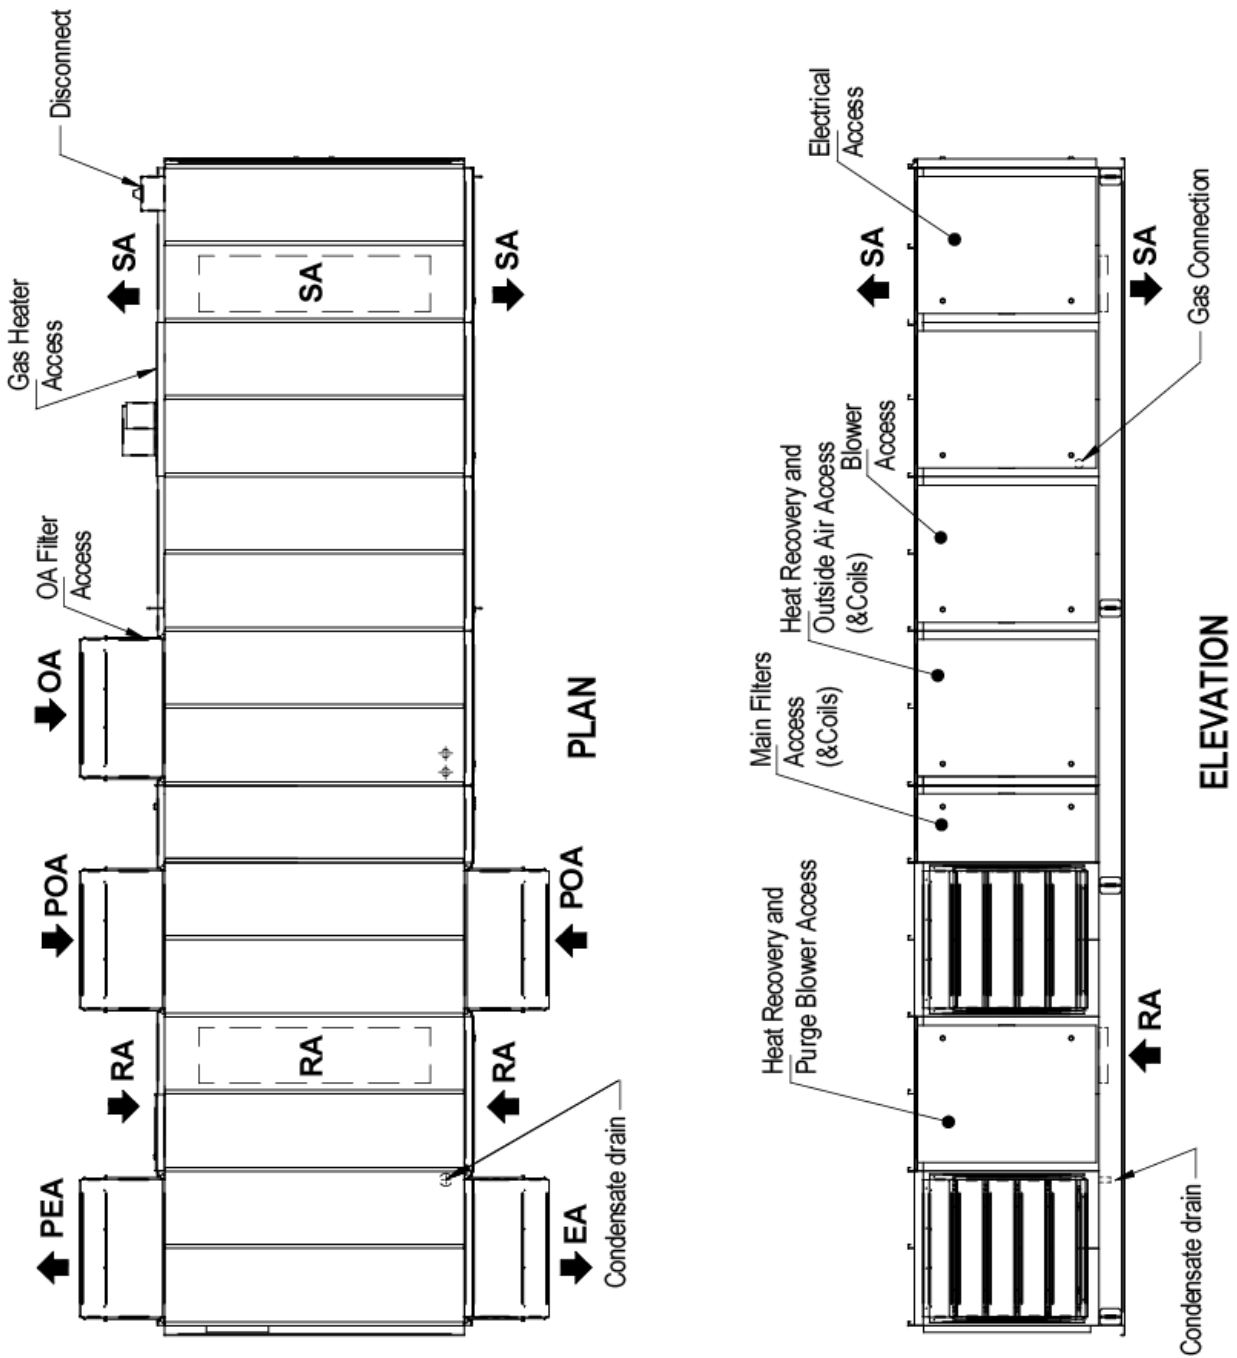 Disconnect
Gas Heater
Access
SA
SA
SA
OA Filter
Access
OA
POA
POA
RA
RA
RA
PEA
EA
Condensate drain
PLAN
Electrical
Access
SA
SA
Gas Connection
Blower
Access
Heat Recovery and
Outside Air Access
(&Coils)
Main Filters
Access
(&Coils)
Heat Recovery and
Purge Blower Access
RA
Condensate drain
ELEVATION